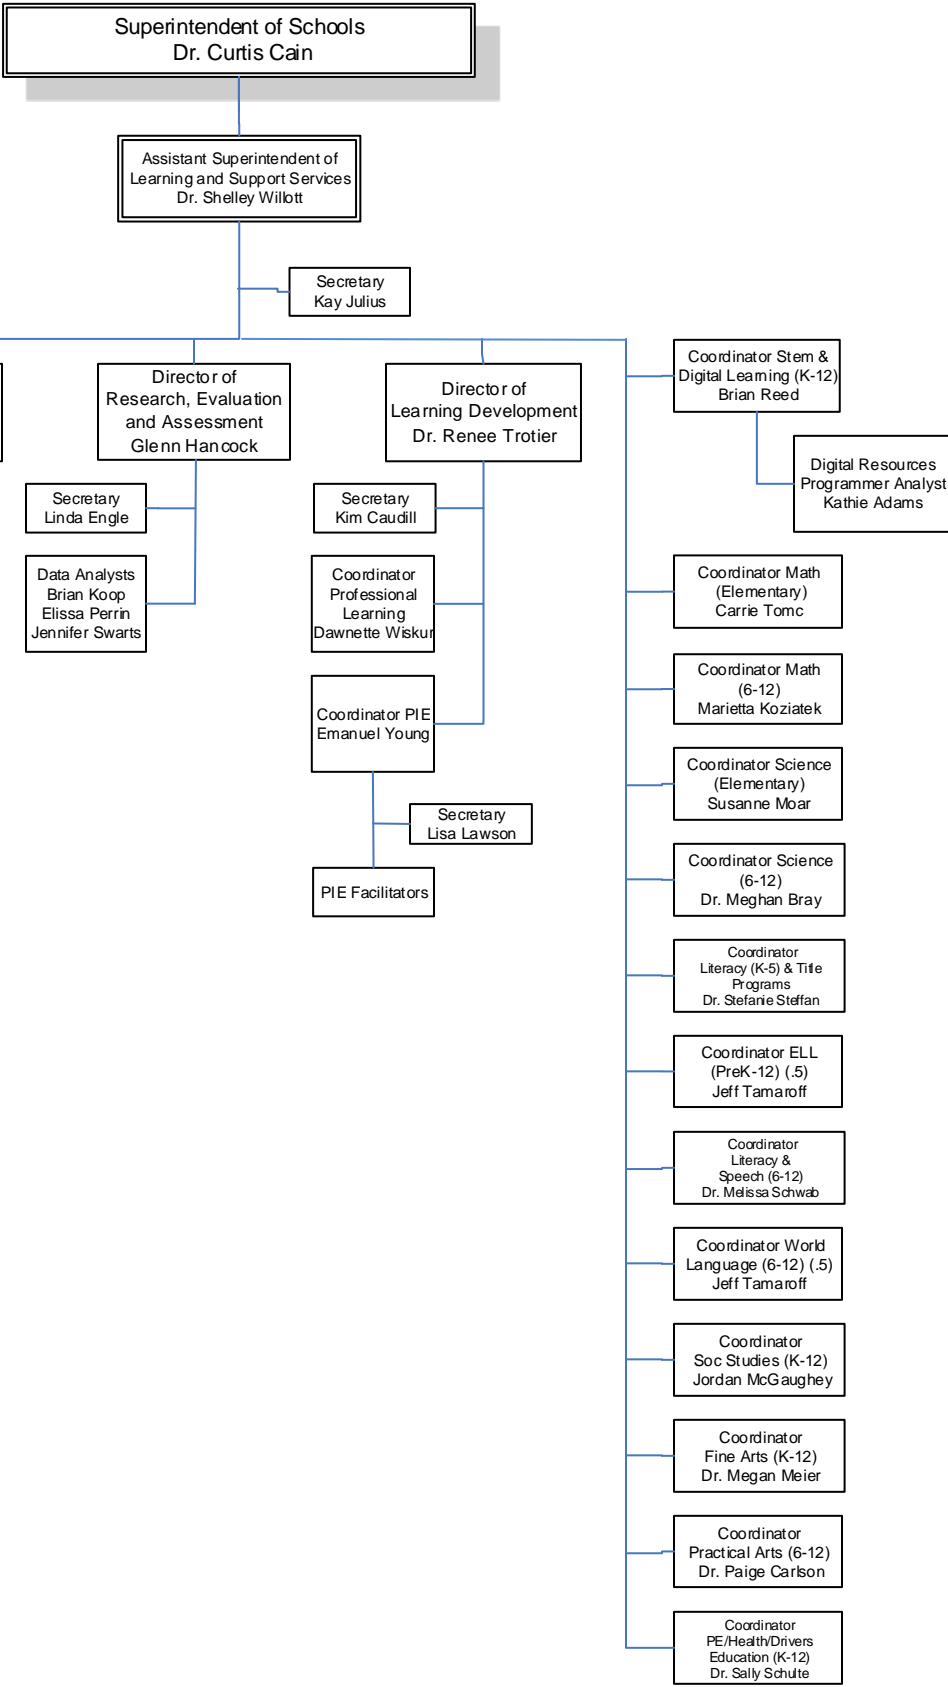 Superintendent of Schools
Dr. Curtis Cain
Assistant Superintendent of
Learning and Support Services
Dr. Shelley Willott
Secretary
Kay Julius
Director of
Research, Evaluation
and Assessment
Glenn Hancock
Secretary
Linda Engle
Data Analysts
Brian Koop
Elissa Perrin
Jennifer Swarts
Director of
Learning Development
Dr. Renee Trotier
Secretary
Kim Caudill
Coordinator
Professional
Learning
Dawnette Wiskur
Coordinator PIE
Emanuel Young
Secretary
Lisa Lawson
PIE Facilitators
Coordinator Stem &
Digital Learning (K-12)
Brian Reed
Digital Resources
Programmer Analyst
Kathie Adams
Coordinator Math
(Elementary)
Carrie Tomc
Coordinator Math
(6-12)
Marietta Koziatek
Coordinator Science
(Elementary)
Susanne Moar
Coordinator Science
(6-12)
Dr. Meghan Bray
Coordinator
Literacy (K-5) & Title
Programs
Dr. Stefanie Steffan
Coordinator ELL
(PreK-12) (.5)
Jeff Tamaroff
Coordinator
Literacy &
Speech (6-12)
Dr. Melissa Schwab
Coordinator World
Language (6-12) (.5)
Jeff Tamaroff
Coordinator
Soc Studies (K-12)
Jordan McGaughey
Coordinator
Fine Arts (K-12)
Dr. Megan Meier
Coordinator
Practical Arts (6-12)
Dr. Paige Carlson
Coordinator
PE/Health/Drivers
Education (K-12)
Dr. Sally Schulte